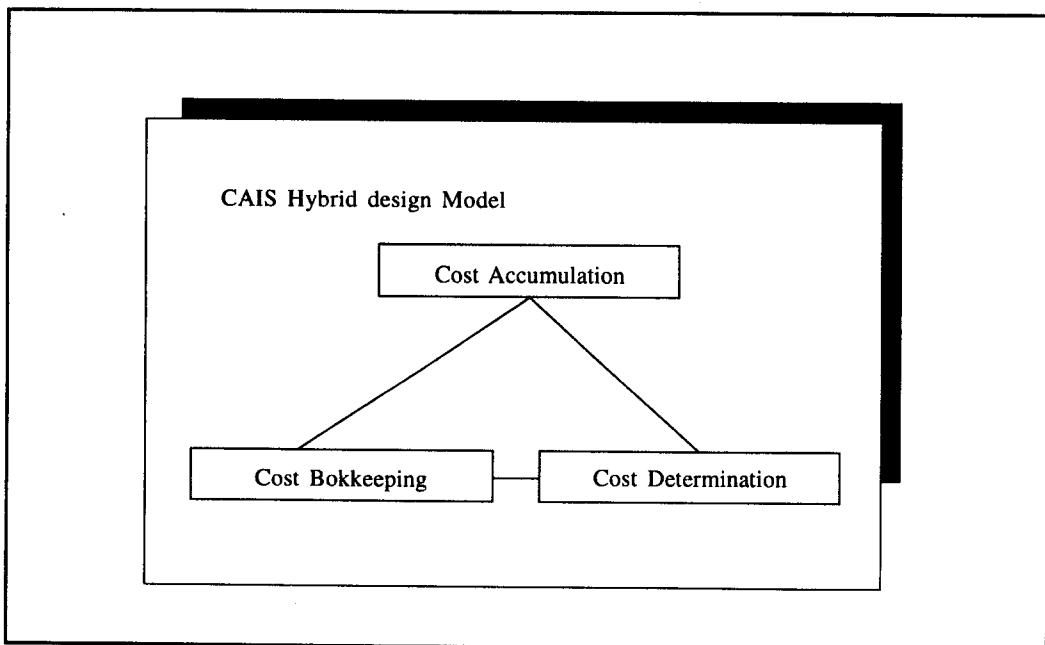 CAIS Hybrid design Model
Cost Accumulation
Cost Bokkeeping
Cost Determination